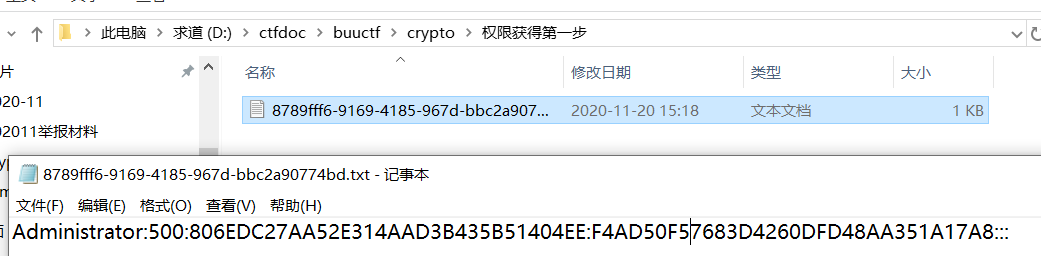 此电脑 > 求道 (D:) > ctfdoc > buuctf > crypto > 权限获得第一步
片
020-11
02011举报材料
名称 修改日期 类型 大小
8789fff6-9169-4185-967d-bbc2a907... 2020-11-20 15:18 文本文档 1 KB
8789fff6-9169-4185-967d-bbc2a90774bd.txt - 记事本
文件(F) 编辑(E) 格式(O) 查看(V) 帮助(H)
Administrator:500:806EDC27AA52E314AAD3B435B51404EE:F4AD50F57683D4260DFD48AA351A17A8:::